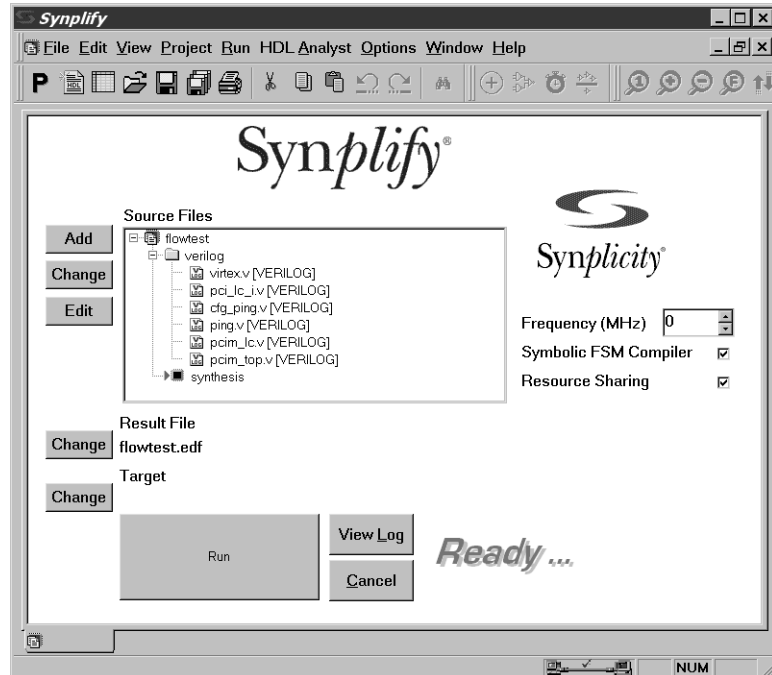 Synplify
File Edit View Project Run HDL Analyst Options Window Help
P
Synplify®
Synplicity®
Source Files
Add
Change
Edit
flowtest
verilog
virtex.v [VERILOG]
pci_lc_i.v [VERILOG]
cfg_ping.v [VERILOG]
ping.v [VERILOG]
pcim_lc.v [VERILOG]
pcim_top.v [VERILOG]
synthesis
Frequency (MHz) 0
Symbolic FSM Compiler
Resource Sharing
Result File
Change flowtest.edf
Target
Change
Run
View Log
Cancel
Ready ...
NUM